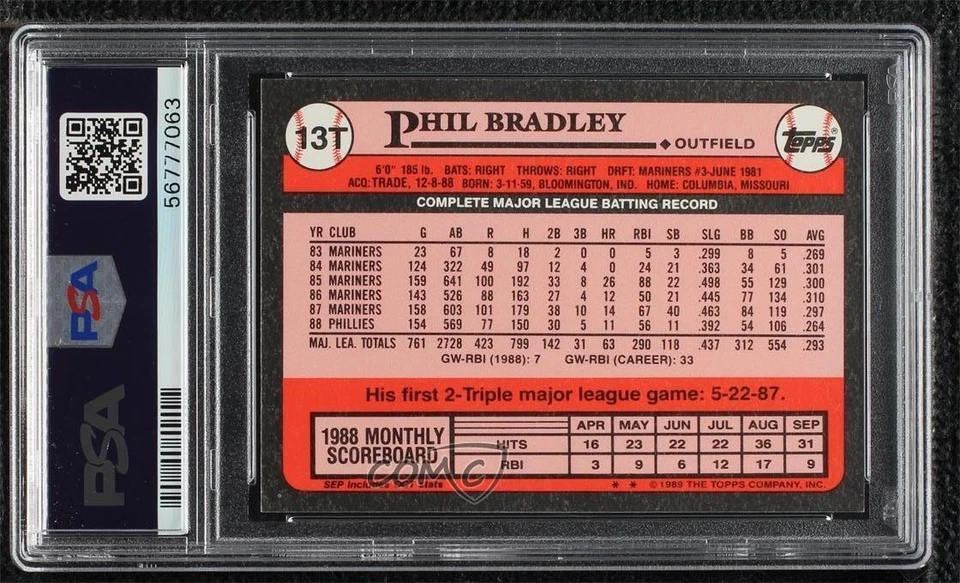 56777063
PSA
PSA
13T
PHIL BRADLEY
◆ OUTFIELD
TOPPS®
6'0" 185 lb. BATS: RIGHT THROWS: RIGHT DRFT: MARINERS #3-JUNE 1981
ACQ: TRADE, 12-8-88 BORN: 3-11-59, BLOOMINGTON, IND. HOME: COLUMBIA, MISSOURI
COMPLETE MAJOR LEAGUE BATTING RECORD
YR CLUB G AB R H 2B 3B HR RBI SB SLG BB SO AVG
83 MARINERS 23 67 8 18 2 0 0 5 3 .299 8 5 .269
84 MARINERS 124 322 49 97 12 4 0 24 21 .363 34 61 .301
85 MARINERS 159 641 100 192 33 8 26 88 22 .498 55 129 .300
86 MARINERS 143 526 88 163 27 4 12 50 21 .445 77 134 .310
87 MARINERS 158 603 101 179 38 10 14 67 40 .463 84 119 .297
88 PHILLIES 154 569 77 150 30 5 11 56 11 .392 54 106 .264
MAJ. LEA. TOTALS 761 2728 423 799 142 31 63 290 118 .437 312 554 .293
GW-RBI (1988): 7 GW-RBI (CAREER): 33
His first 2-Triple major league game: 5-22-87.
1988 MONTHLY SCOREBOARD
APR MAY JUN JUL AUG SEP
HITS 16 23 22 22 36 31
RBI 3 9 6 12 17 9
SEP Includes OCT Stats
* * © 1989 THE TOPPS COMPANY, INC.
COMC